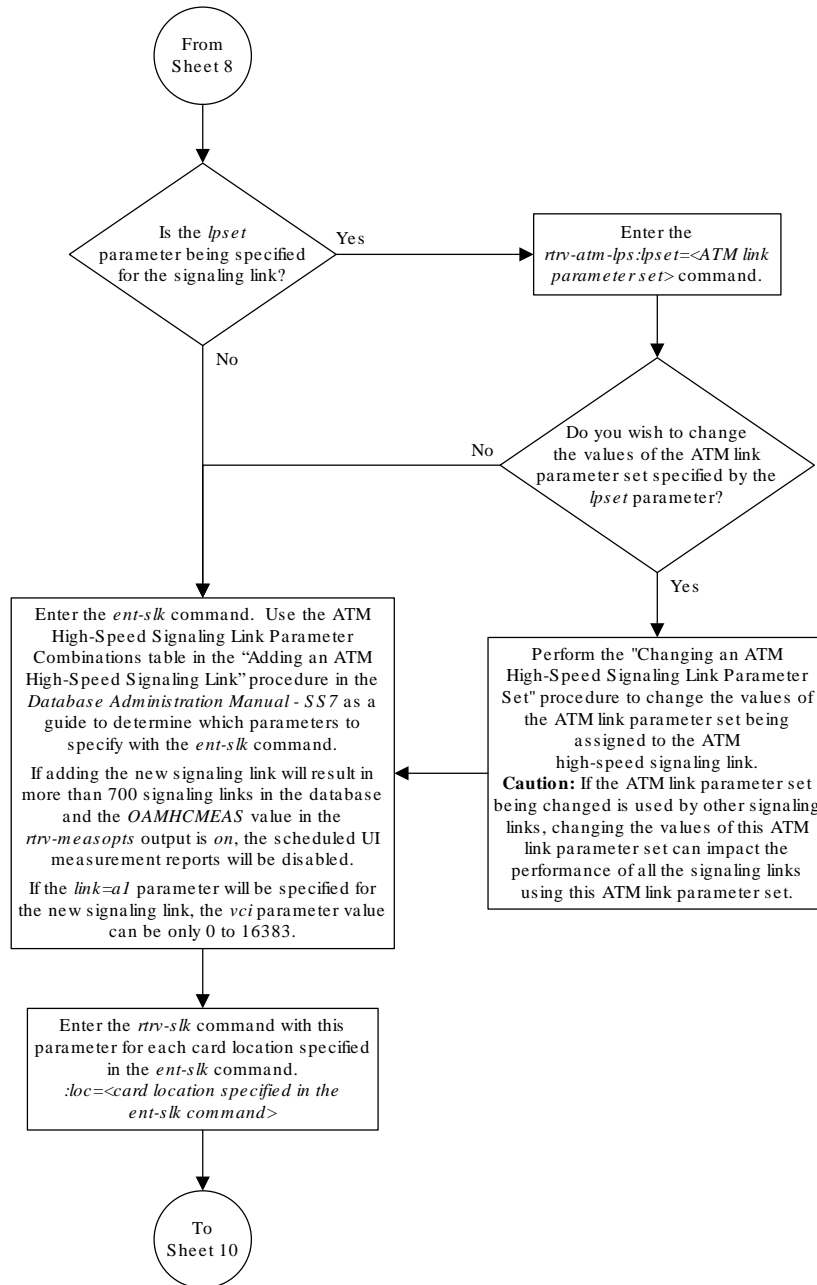 From
Sheet 8
Is the lpset
parameter being specified
for the signaling link?
Yes
Enter the
rtrv-atm-lps:lpset=<ATM link
parameter set> command.
No
Do you wish to change
the values of the ATM link
parameter set specified by the
lpset parameter?
No
Yes
Enter the ent-slk command. Use the ATM
High-Speed Signaling Link Parameter
Combinations table in the “Adding an ATM
High-Speed Signaling Link” procedure in the
Database Administration Manual - SS7 as a
guide to determine which parameters to
specify with the ent-slk command.
If adding the new signaling link will result in
more than 700 signaling links in the database
and the OAMHCMEAS value in the
rtrv-measopts output is on, the scheduled UI
measurement reports will be disabled.
If the link=a1 parameter will be specified for
the new signaling link, the vci parameter value
can be only 0 to 16383.
Perform the "Changing an ATM
High-Speed Signaling Link Parameter
Set" procedure to change the values of
the ATM link parameter set being
assigned to the ATM
high-speed signaling link.
Caution: If the ATM link parameter set
being changed is used by other signaling
links, changing the values of this ATM
link parameter set can impact the
performance of all the signaling links
using this ATM link parameter set.
Enter the rtrv-slk command with this
parameter for each card location specified
in the ent-slk command.
:loc=<card location specified in the
ent-slk command>
To
Sheet 10